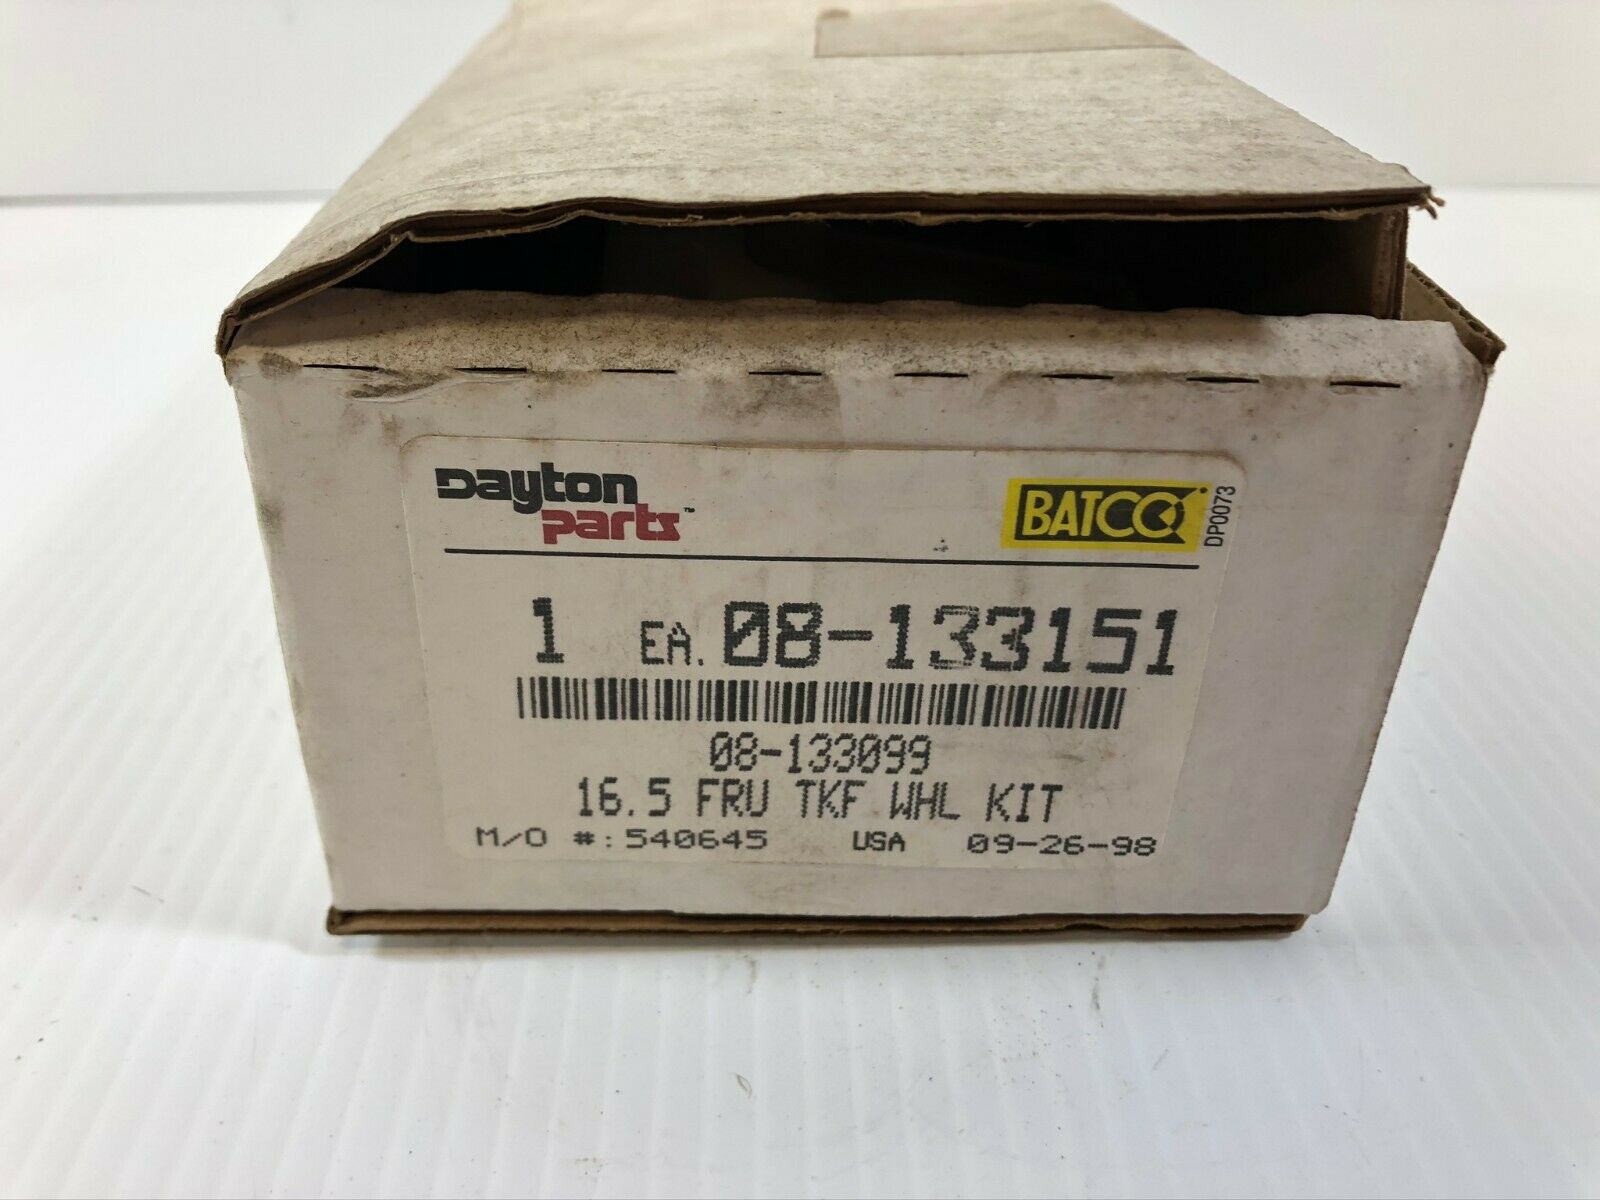 Dayton
Parts™
BATCO
DP0073
1 EA. 08-133151
08-133099
16.5 FRU TKF WHL KIT
M/O #:540645 USA 09-26-98